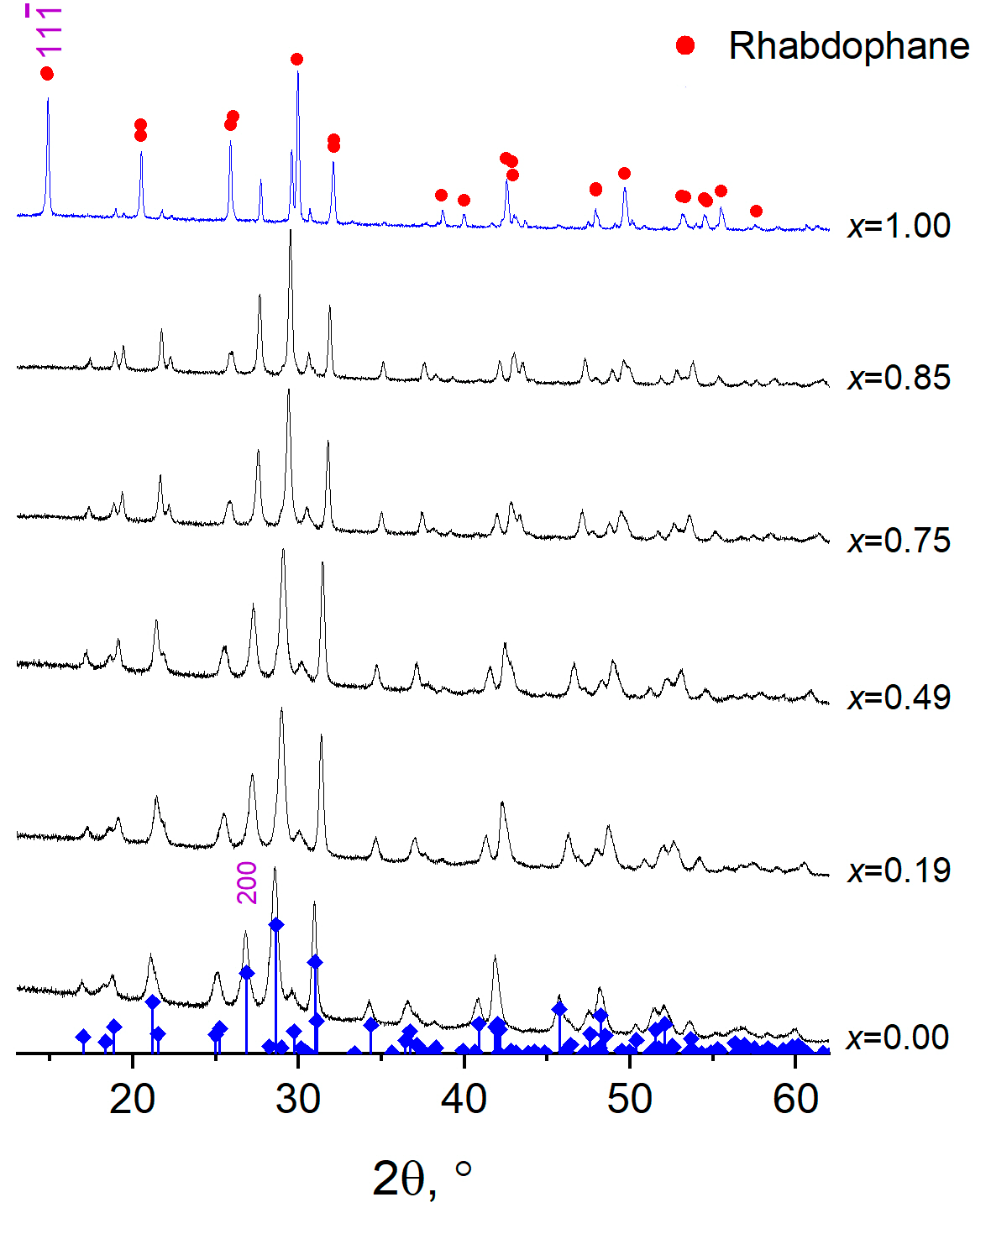 111̅
Rhabdophane
x=1.00
x=0.85
x=0.75
x=0.49
x=0.19
200
x=0.00
20 30 40 50 60
2θ, °